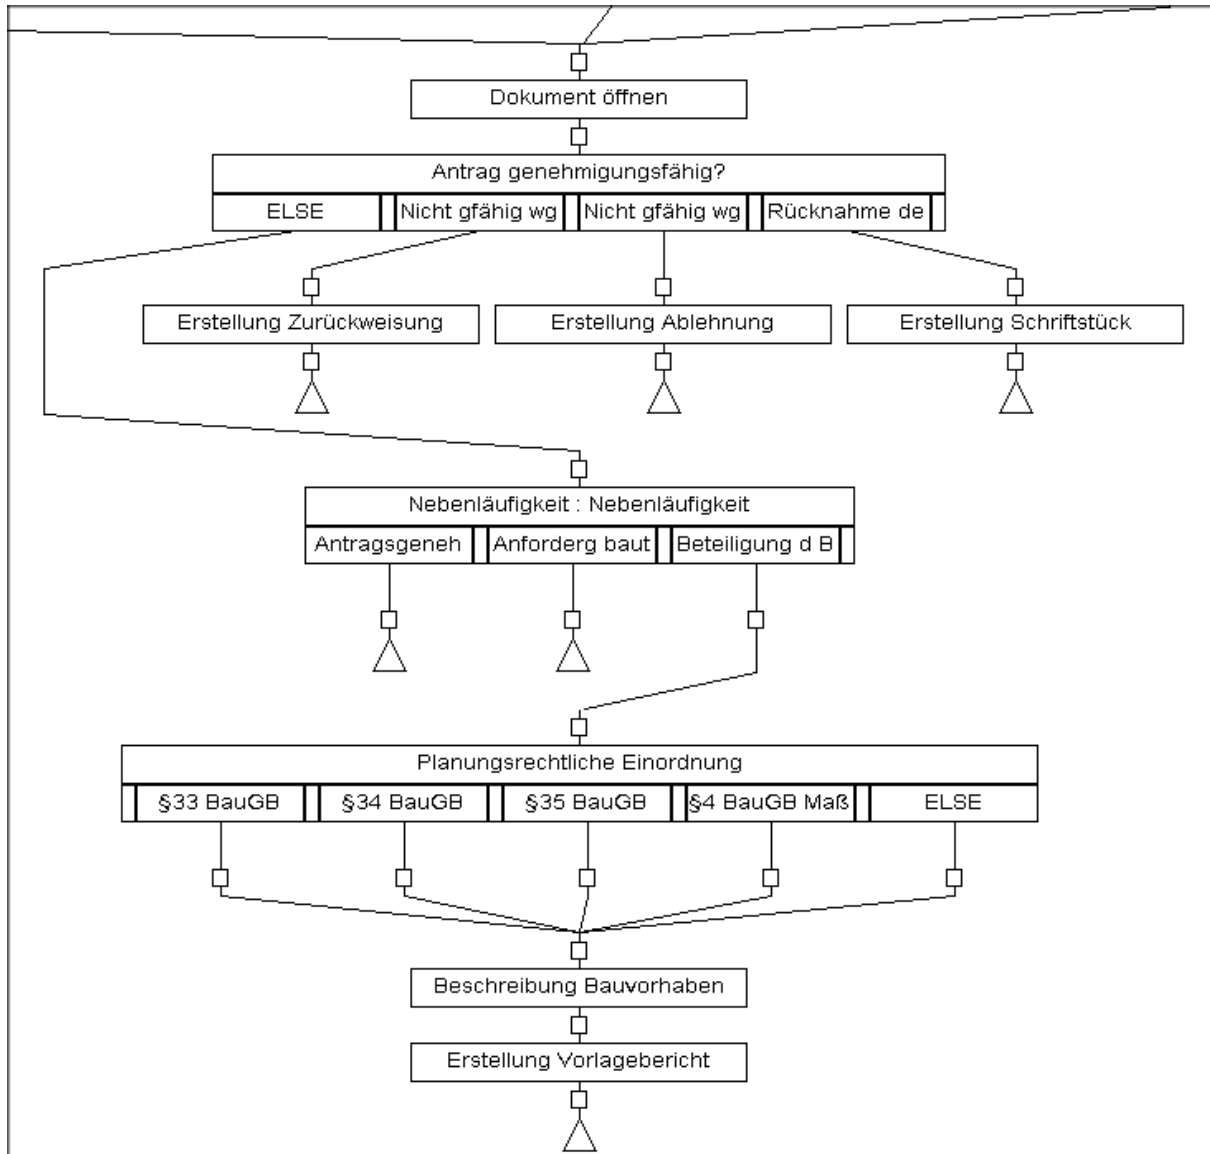 Dokument öffnen
Antrag genehmigungsfähig?
ELSE Nicht gfähig wg Nicht gfähig wg Rücknahme de
Erstellung Zurückweisung Erstellung Ablehnung Erstellung Schriftstück
Nebenläufigkeit : Nebenläufigkeit
Antragsgeneh Anforderg baut Beteiligung d B
Planungsrechtliche Einordnung
§33 BauGB §34 BauGB §35 BauGB §4 BauGB Maß ELSE
Beschreibung Bauvorhaben
Erstellung Vorlagebericht